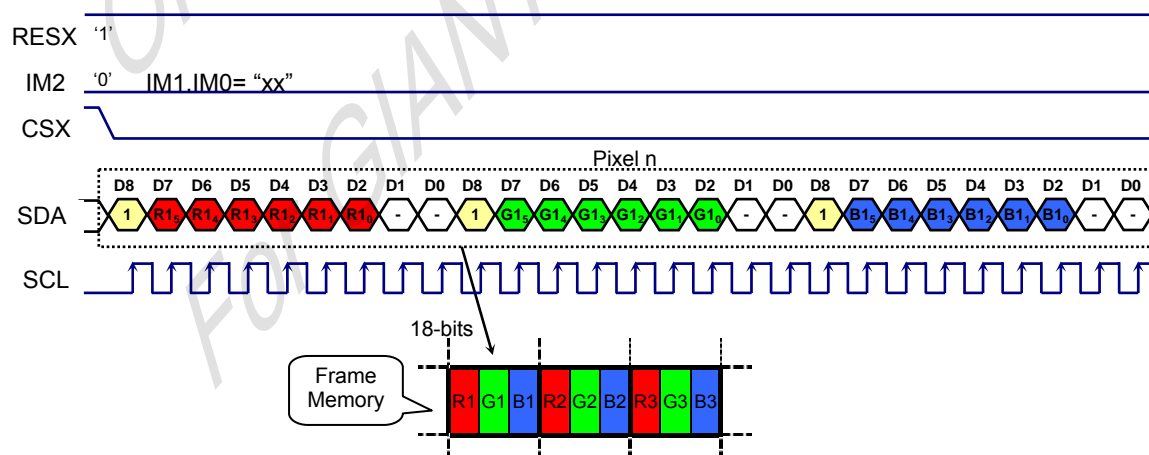 RESX '1'
IM2 '0' IM1,IM0= "xx"
CSX
Pixel n
D8 D7 D6 D5 D4 D3 D2 D1 D0 D8 D7 D6 D5 D4 D3 D2 D1 D0 D8 D7 D6 D5 D4 D3 D2 D1 D0
SDA 1 R1₅ R1₄ R1₃ R1₂ R1₁ R1₀ - - 1 G1₅ G1₄ G1₃ G1₂ G1₁ G1₀ - - 1 B1₅ B1₄ B1₃ B1₂ B1₁ B1₀ - -
SCL
18-bits
Frame
Memory
R1 G1 B1 R2 G2 B2 R3 G3 B3
For GIANT